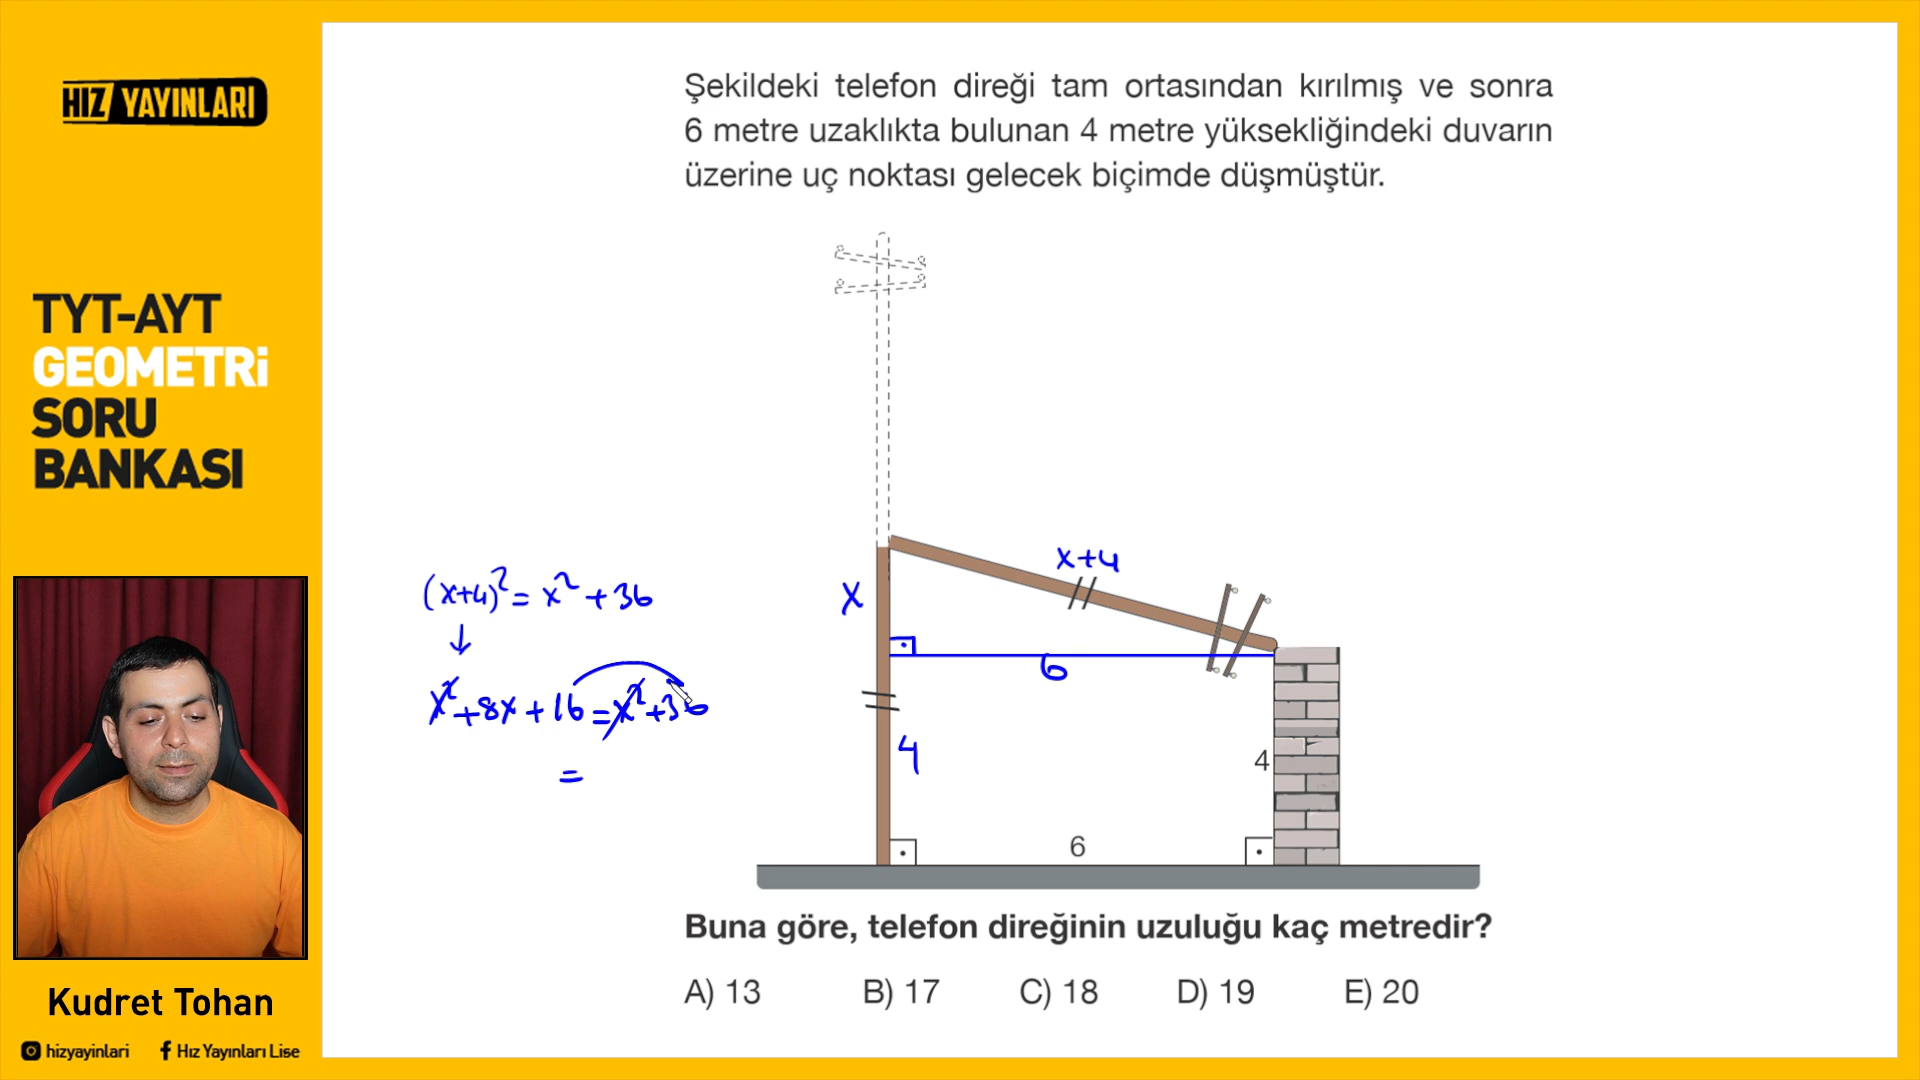 HIZ YAYINLARI
TYT-AYT
GEOMETRİ
SORU
BANKASI
Kudret Tohan
hizyayinlari
Hız Yayınları Lise
Şekildeki telefon direği tam ortasından kırılmış ve sonra
6 metre uzaklıkta bulunan 4 metre yüksekliğindeki duvarın
üzerine uç noktası gelecek biçimde düşmüştür.
x+4
x
6
4
4
6
(x+4)² = x² + 36
↓
x² + 8x + 16 = x² + 36
=
Buna göre, telefon direğinin uzuluğu kaç metredir?
A) 13 B) 17 C) 18 D) 19 E) 20